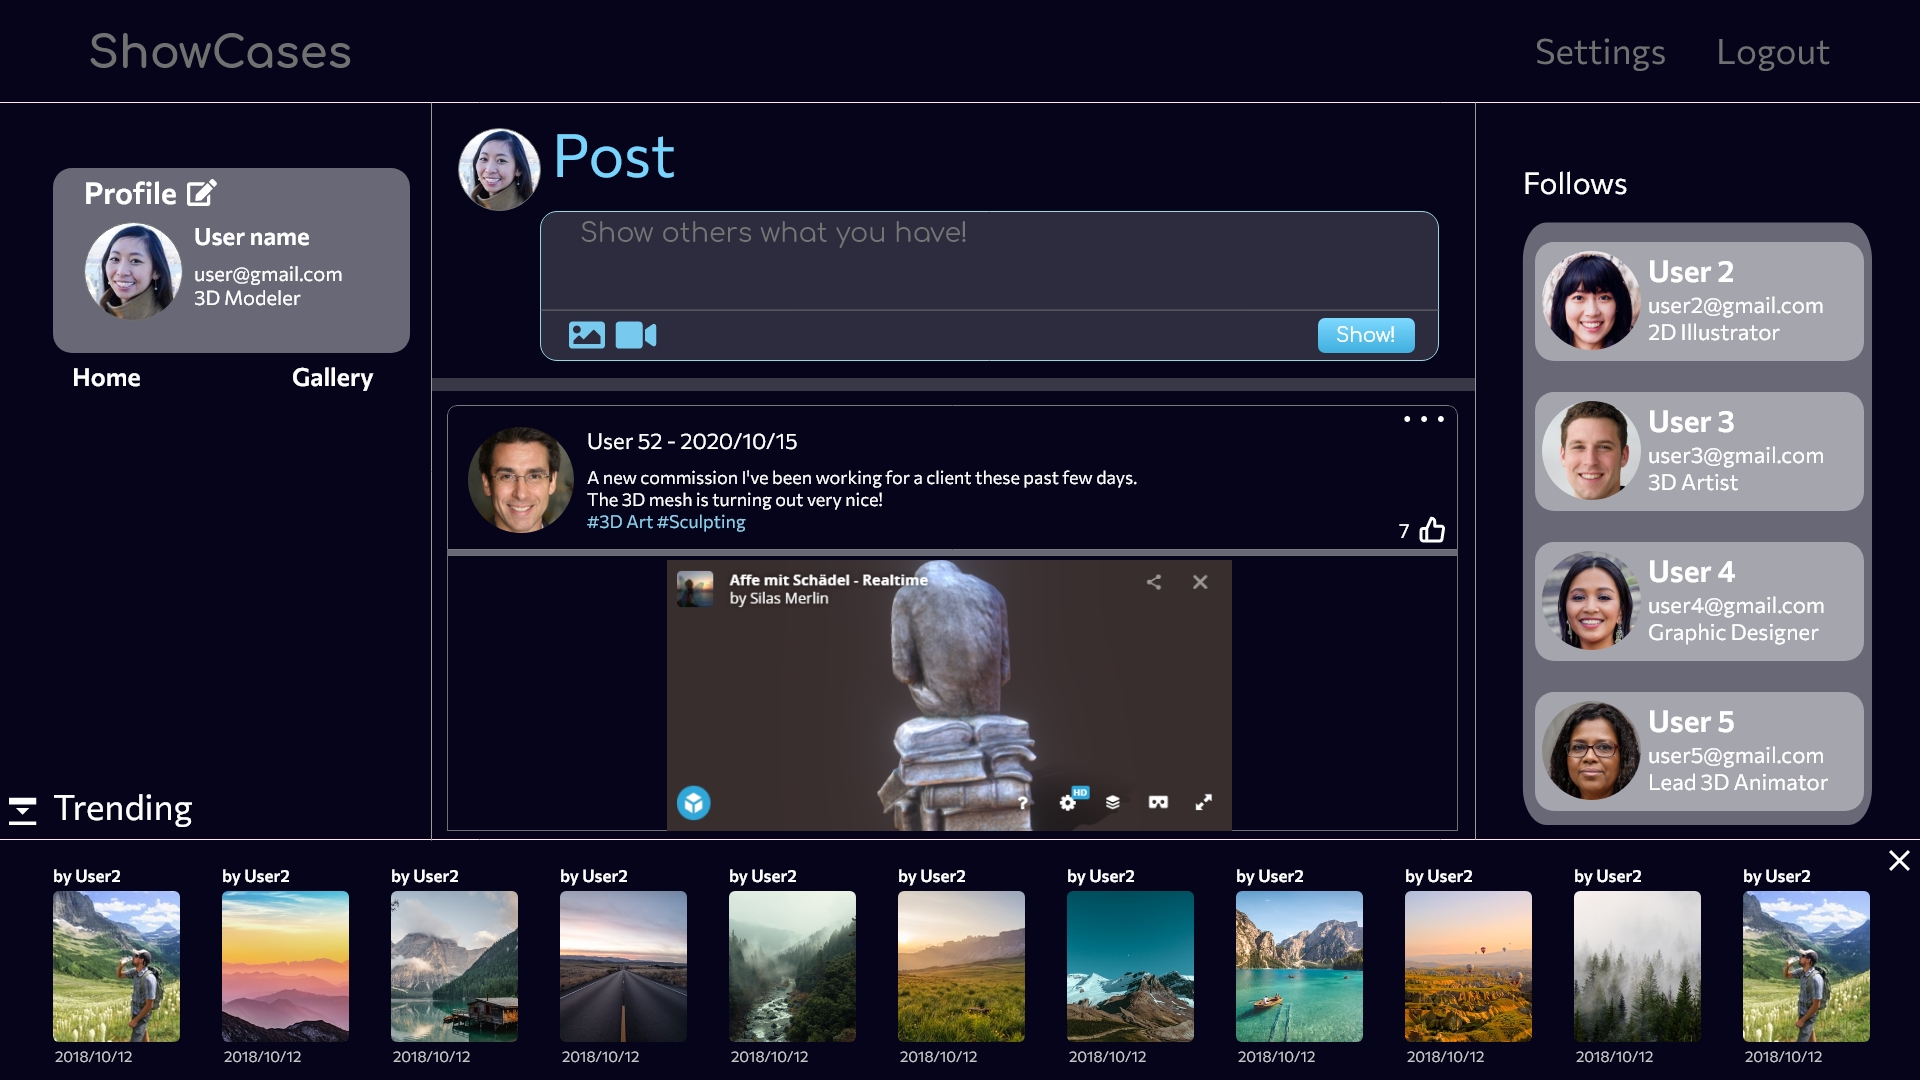 ShowCases
Settings
Logout
Profile
User name
user@gmail.com
3D Modeler
Home
Gallery
Post
Show others what you have!
Show!
User 52 - 2020/10/15
A new commission I've been working for a client these past few days.
The 3D mesh is turning out very nice!
#3D Art #Sculpting
7
Affe mit Schädel - Realtime
by Silas Merlin
?
HD
Follows
User 2
user2@gmail.com
2D Illustrator
User 3
user3@gmail.com
3D Artist
User 4
user4@gmail.com
Graphic Designer
User 5
user5@gmail.com
Lead 3D Animator
Trending
by User2
2018/10/12
by User2
2018/10/12
by User2
2018/10/12
by User2
2018/10/12
by User2
2018/10/12
by User2
2018/10/12
by User2
2018/10/12
by User2
2018/10/12
by User2
2018/10/12
by User2
2018/10/12
by User2
2018/10/12